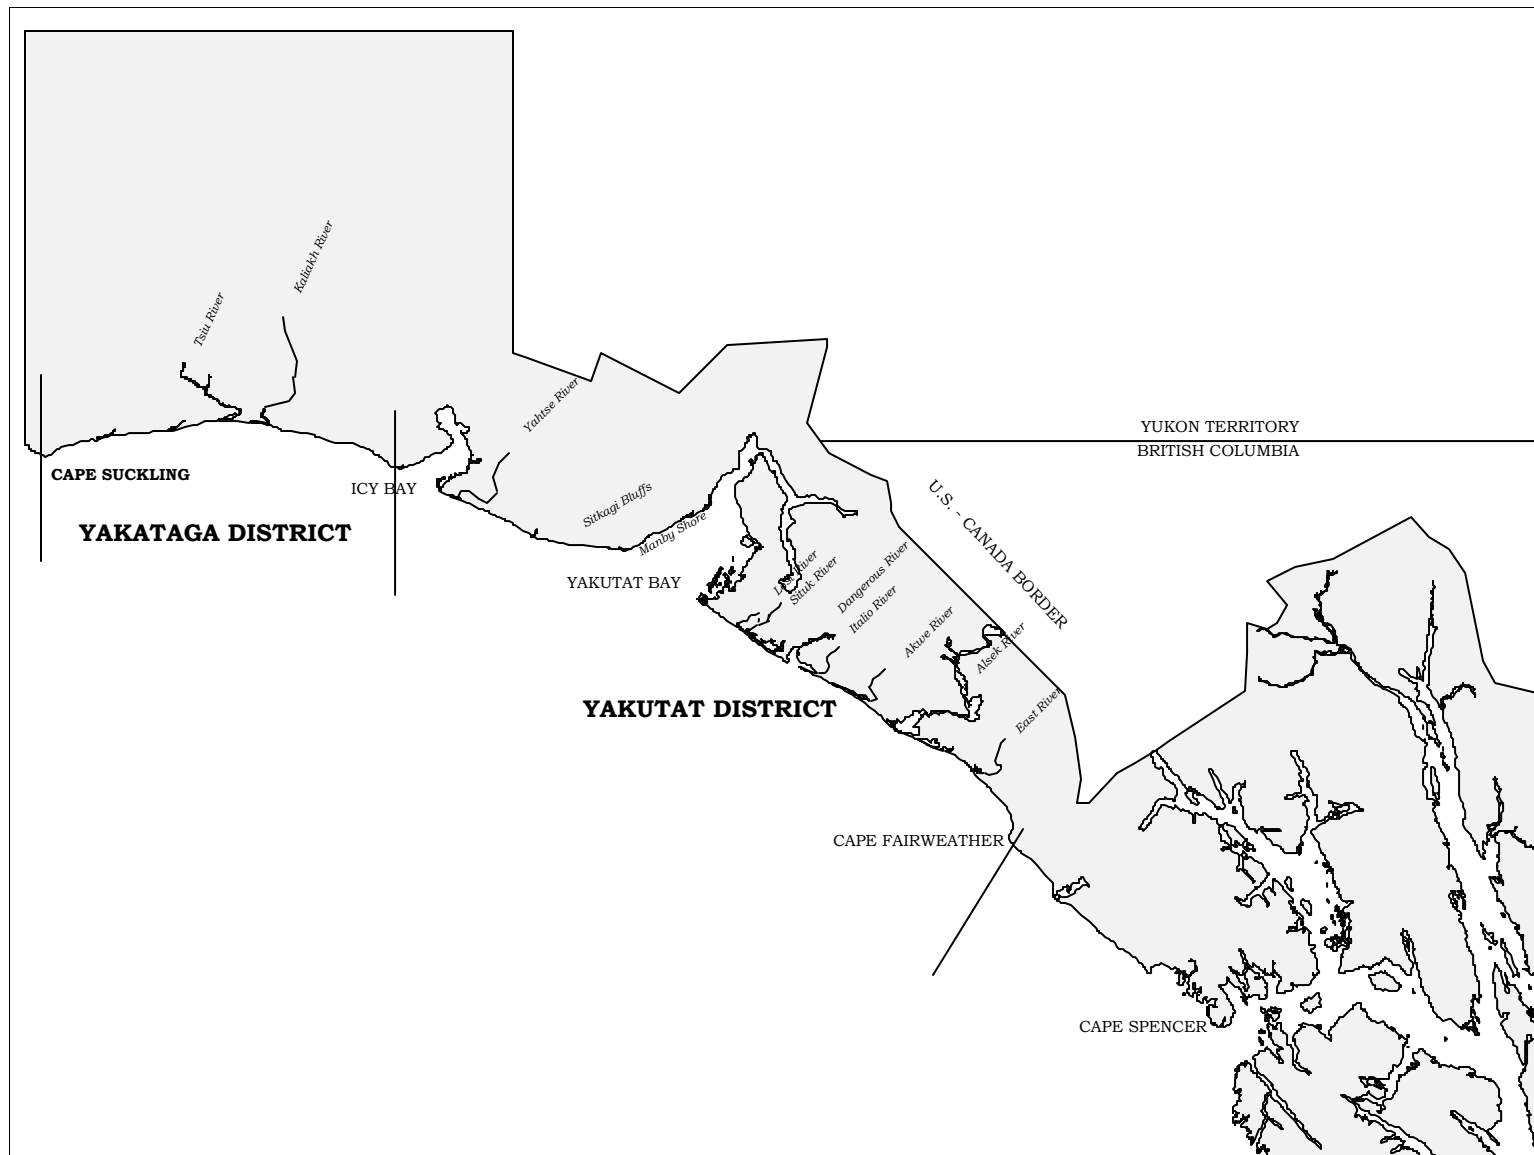 Kaliakh River
Tsiu River
Yahtse River
YUKON TERRITORY
BRITISH COLUMBIA
CAPE SUCKLING
ICY BAY
Sitkagi Bluffs
U.S. - CANADA BORDER
YAKATAGA DISTRICT
Manby Shore
YAKUTAT BAY
Lost River
Situk River
Dangerous River
Italio River
Akwe River
Alsek River
YAKUTAT DISTRICT
East River
CAPE FAIRWEATHER
CAPE SPENCER